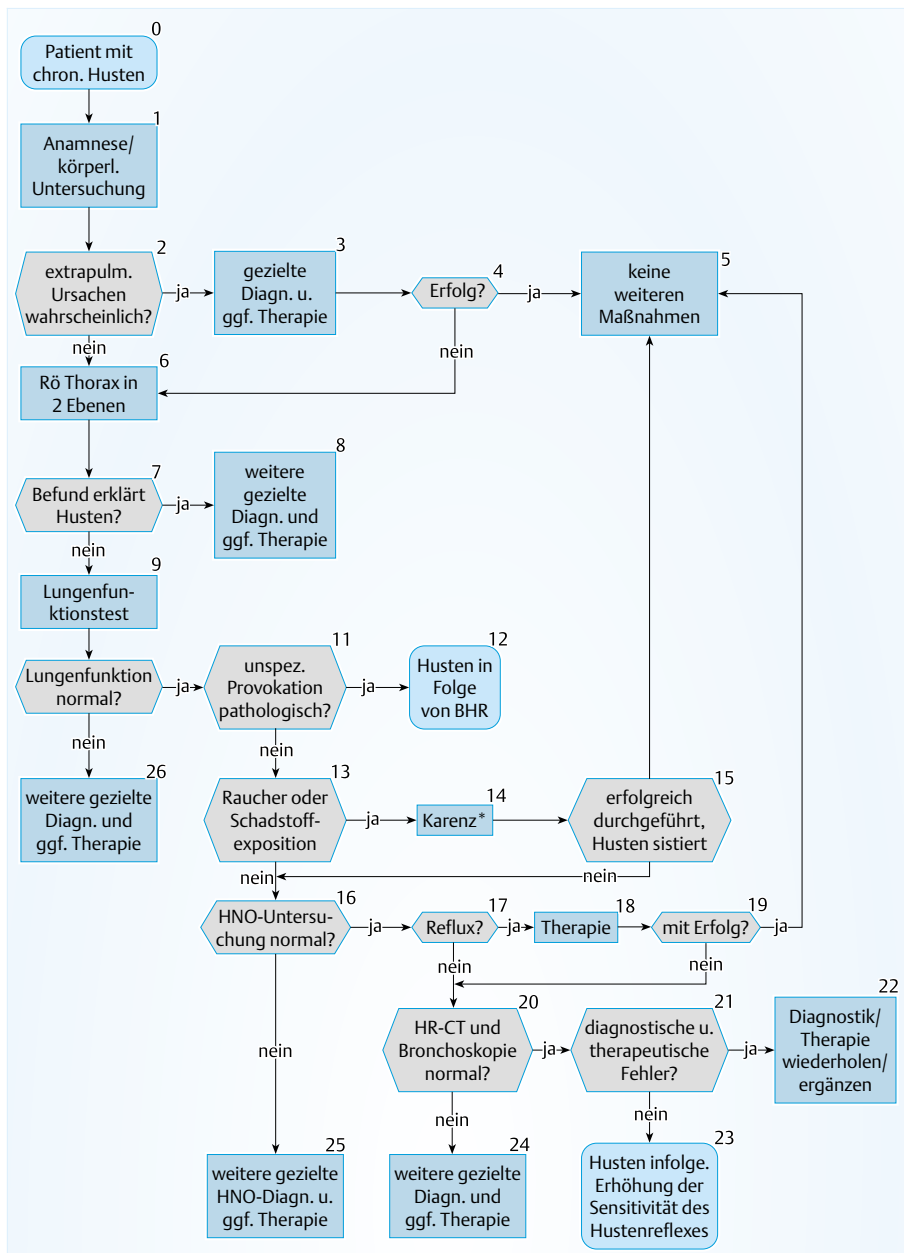 0
Patient mit
chron. Husten
1
Anamnese/
körperl.
Untersuchung
2
extrapulm.
Ursachen
wahrscheinlich?
ja
nein
3
gezielte
Diagn. u.
ggf. Therapie
4
Erfolg?
ja
nein
5
keine
weiteren
Maßnahmen
6
Rö Thorax in
2 Ebenen
7
Befund erklärt
Husten?
ja
nein
8
weitere
gezielte
Diagn. und
ggf. Therapie
9
Lungenfun-
ktionstest
Lungenfunktion
normal?
ja
nein
11
unspez.
Provokation
pathologisch?
ja
nein
12
Husten in
Folge
von BHR
26
weitere gezielte
Diagn. und
ggf. Therapie
13
Raucher oder
Schadstoff-
exposition
ja
nein
14
Karenz*
15
erfolgreich
durchgeführt,
Husten sistiert
nein
16
HNO-Untersu-
chung normal?
ja
nein
17
Reflux?
ja
nein
18
Therapie
19
mit Erfolg?
ja
nein
20
HR-CT und
Bronchoskopie
normal?
ja
nein
21
diagnostische u.
therapeutische
Fehler?
ja
nein
22
Diagnostik/
Therapie
wiederholen/
ergänzen
25
weitere gezielte
HNO-Diagn. u.
ggf. Therapie
24
weitere gezielte
Diagn. und
ggf. Therapie
23
Husten infolge.
Erhöhung der
Sensitivität des
Hustenreflexes